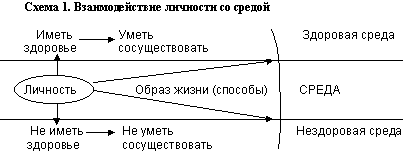 Схема 1. Взаимодействие личности со средой
Иметь здоровье
Уметь сосуществовать
Здоровая среда
Личность
Образ жизни (способы)
СРЕДА
Не иметь здоровье
Не уметь сосуществовать
Нездоровая среда